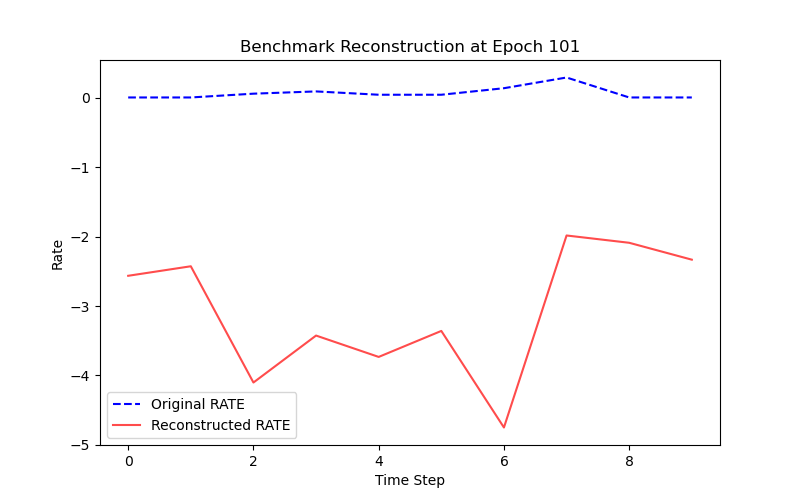 Benchmark Reconstruction at Epoch 101
Rate
0
−1
−2
−3
−4
−5
Original RATE
Reconstructed RATE
0 2 4 6 8
Time Step